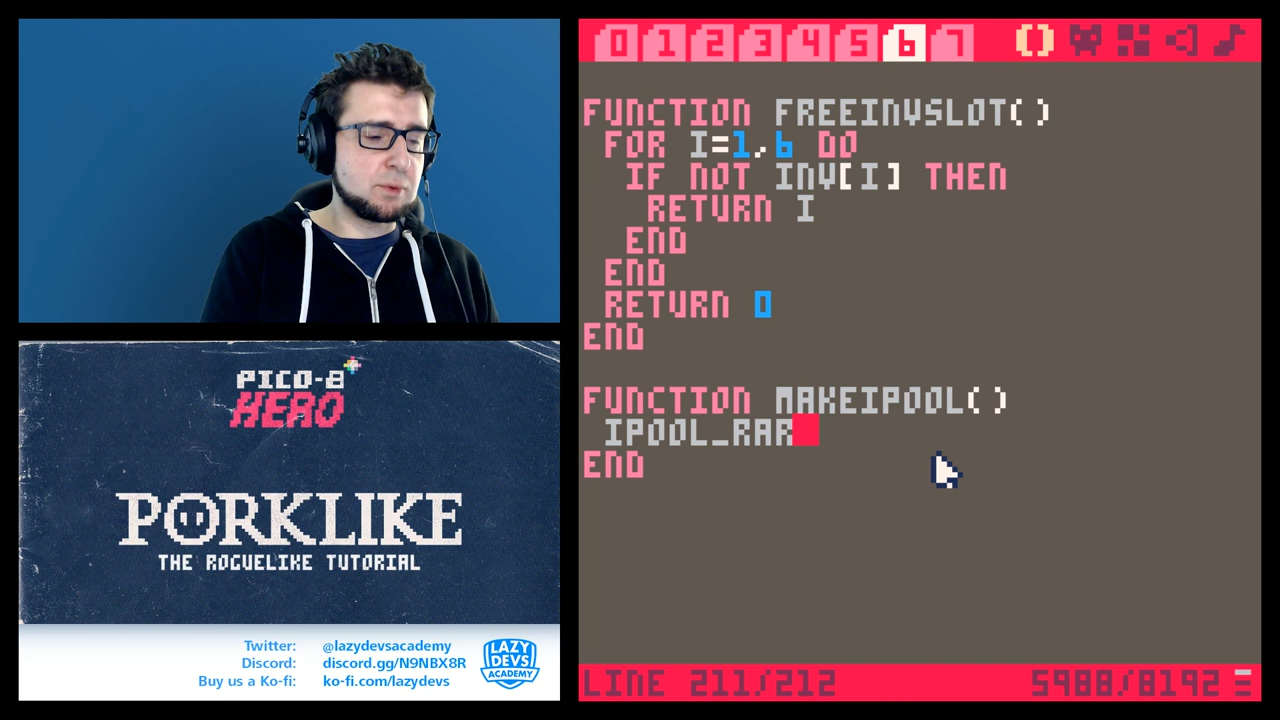 0 1 2 3 4 5 6 7 ()
FUNCTION FREEINVSLOT()
FOR I=1,6 DO
IF NOT INV[I] THEN
RETURN I
END
END
RETURN 0
END
FUNCTION MAKEIPOOL()
IPOOL_RAR
END
LINE 211/212 5988/8192
PICO-8
HERO
PORKLIKE
THE ROGUELIKE TUTORIAL
Twitter: @lazydevsacademy
Discord: discord.gg/N9NBX8R
Buy us a Ko-fi: ko-fi.com/lazydevs
LAZY
DEVS
ACADEMY